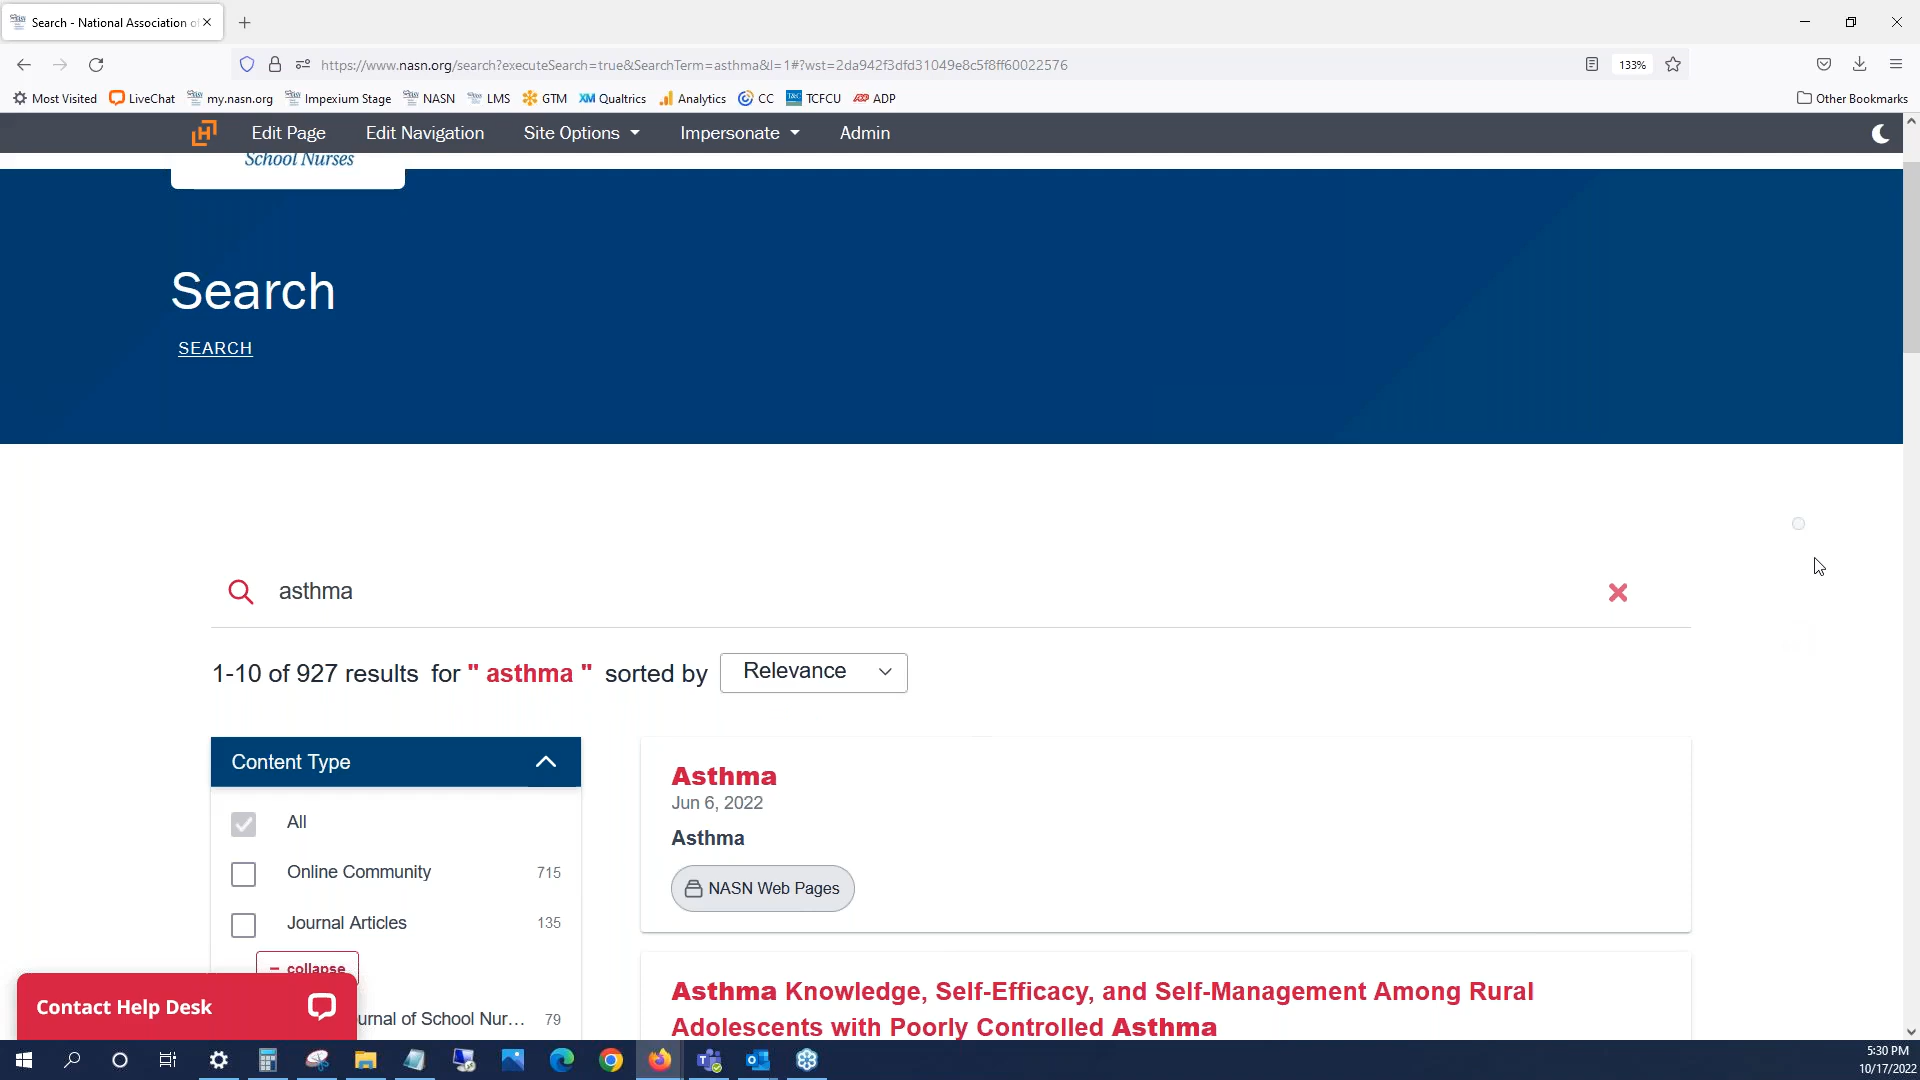 Search - National Association of
https://www.nasn.org/search?executeSearch=true&SearchTerm=asthma&l=1#?wst=2da942f3dfd31049e8c5f8ff60022576
133%
Most Visited LiveChat my.nasn.org Impexium Stage NASN LMS GTM XM Qualtrics Analytics CC T&C TCFCU ADP Other Bookmarks
Edit Page Edit Navigation Site Options Impersonate Admin
School Nurses
Search
SEARCH
asthma
1-10 of 927 results for " asthma " sorted by Relevance
Content Type
All
Online Community 715
Journal Articles 135
– collapse
urnal of School Nur... 79
Asthma
Jun 6, 2022
Asthma
NASN Web Pages
Asthma Knowledge, Self-Efficacy, and Self-Management Among Rural
Adolescents with Poorly Controlled Asthma
Contact Help Desk
5:30 PM
10/17/2022